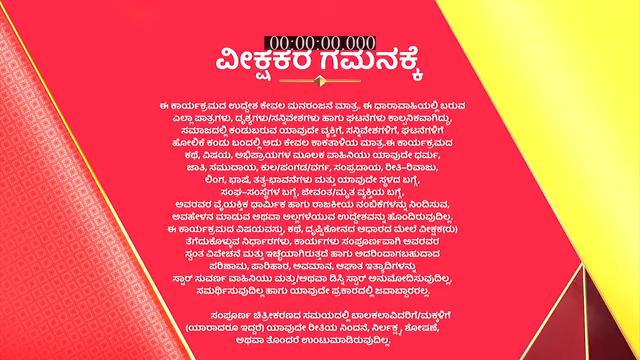 00:00:00.000
ವೀಕ್ಷಕರ ಗಮನಕ್ಕೆ
ಈ ಕಾರ್ಯಕ್ರಮದ ಉದ್ದೇಶ ಕೇವಲ ಮನರಂಜನೆ ಮಾತ್ರ. ಈ ಧಾರಾವಾಹಿಯಲ್ಲಿ ಬರುವ
ಎಲ್ಲಾ ಪಾತ್ರಗಳು, ದೃಶ್ಯಗಳು/ಸನ್ನಿವೇಶಗಳು ಹಾಗು ಘಟನೆಗಳು ಕಾಲ್ಪನಿಕವಾಗಿದ್ದು,
ಸಮಾಜದಲ್ಲಿ ಕಂಡುಬರುವ ಯಾವುದೇ ವ್ಯಕ್ತಿಗೆ, ಸನ್ನಿವೇಶಗಳಿಗೆ, ಘಟನೆಗಳಿಗೆ
ಹೋಲಿಕೆ ಕಂಡು ಬಂದಲ್ಲಿ ಅದು ಕೇವಲ ಕಾಕತಾಳಿಯ ಮಾತ್ರ.ಈ ಕಾರ್ಯಕ್ರಮದ
ಕಥೆ, ವಿಷಯ, ಅಭಿಪ್ರಾಯಗಳ ಮೂಲಕ ವಾಹಿನಿಯು ಯಾವುದೇ ಧರ್ಮ,
ಜಾತಿ, ಸಮುದಾಯ, ಕುಲ/ಪಂಗಡ/ವರ್ಗ, ಸಂಪ್ರದಾಯ, ರೀತಿ-ರಿವಾಜು,
ಲಿಂಗ, ಭಾಷೆ, ತತ್ವ-ಭಾವನೆಗಳು ಮತ್ತು ಯಾವುದೇ ಸ್ಥಳದ ಬಗ್ಗೆ,
ಸಂಘ-ಸಂಸ್ಥೆಗಳ ಬಗ್ಗೆ, ಜೀವಂತ/ಮೃತ ವ್ಯಕ್ತಿಯ ಬಗ್ಗೆ,
ಅವರವರ ವೈಯಕ್ತಿಕ ಧಾರ್ಮಿಕ ಹಾಗು ರಾಜಕೀಯ ನಂಬಿಕೆಗಳನ್ನು ನಿಂದಿಸುವ,
ಅವಹೇಳನ ಮಾಡುವ ಅಥವಾ ಅಲ್ಲಗಳೆಯುವ ಉದ್ದೇಶವನ್ನು ಹೊಂದಿರುವುದಿಲ್ಲ.
ಈ ಕಾರ್ಯಕ್ರಮದ ವಿಷಯವಸ್ತು, ಕಥೆ, ದೃಷ್ಟಿಕೋನದ ಆಧಾರದ ಮೇಲೆ ವೀಕ್ಷಕ(ರು)
ತೆಗೆದುಕೊಳ್ಳುವ ನಿರ್ಧಾರಗಳು, ಕಾರ್ಯಗಳು ಸಂಪೂರ್ಣವಾಗಿ ಅವರವರ
ಸ್ವಂತ ವಿವೇಚನೆ ಮತ್ತು ಇಚ್ಛೆಯಾಗಿರುತ್ತದೆ ಹಾಗು ಅದರಿಂದಾಗಬಹುದಾದ
ಪರಿಣಾಮ, ಪಾರಿಹಾರ, ಅವಮಾನ, ಆಘಾತ ಇತ್ಯಾದಿಗಳನ್ನು
ಸ್ಟಾರ್ ಸುವರ್ಣ ವಾಹಿನಿಯು ಮತ್ತು/ಅಥವಾ ಡಿಸ್ನಿ ಸ್ಟಾರ್ ಅನುಮೋದಿಸುವುದಿಲ್ಲ,
ಸಮರ್ಥಿಸುವುದಿಲ್ಲ ಹಾಗು ಯಾವುದೇ ಪ್ರಕಾರದಲ್ಲಿ ಜವಾಬ್ದಾರರಲ್ಲ.
ಸಂಪೂರ್ಣ ಚಿತ್ರೀಕರಣದ ಸಮಯದಲ್ಲಿ ಬಾಲಕಲಾವಿದರಿಗೆ/ಮಕ್ಕಳಿಗೆ
(ಯಾರಾದರೂ ಇದ್ದರೆ) ಯಾವುದೇ ರೀತಿಯ ನಿಂದನೆ, ನಿರ್ಲಕ್ಷ್ಯ, ಶೋಷಣೆ,
ಅಥವಾ ತೊಂದರೆ ಉಂಟುಮಾಡಿರುವುದಿಲ್ಲ.